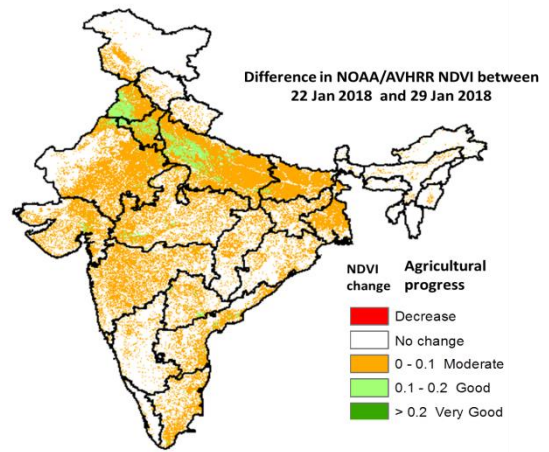 Difference in NOAA/AVHRR NDVI between
22 Jan 2018 and 29 Jan 2018
NDVI change Agricultural progress
Decrease
No change
0 - 0.1 Moderate
0.1 - 0.2 Good
> 0.2 Very Good